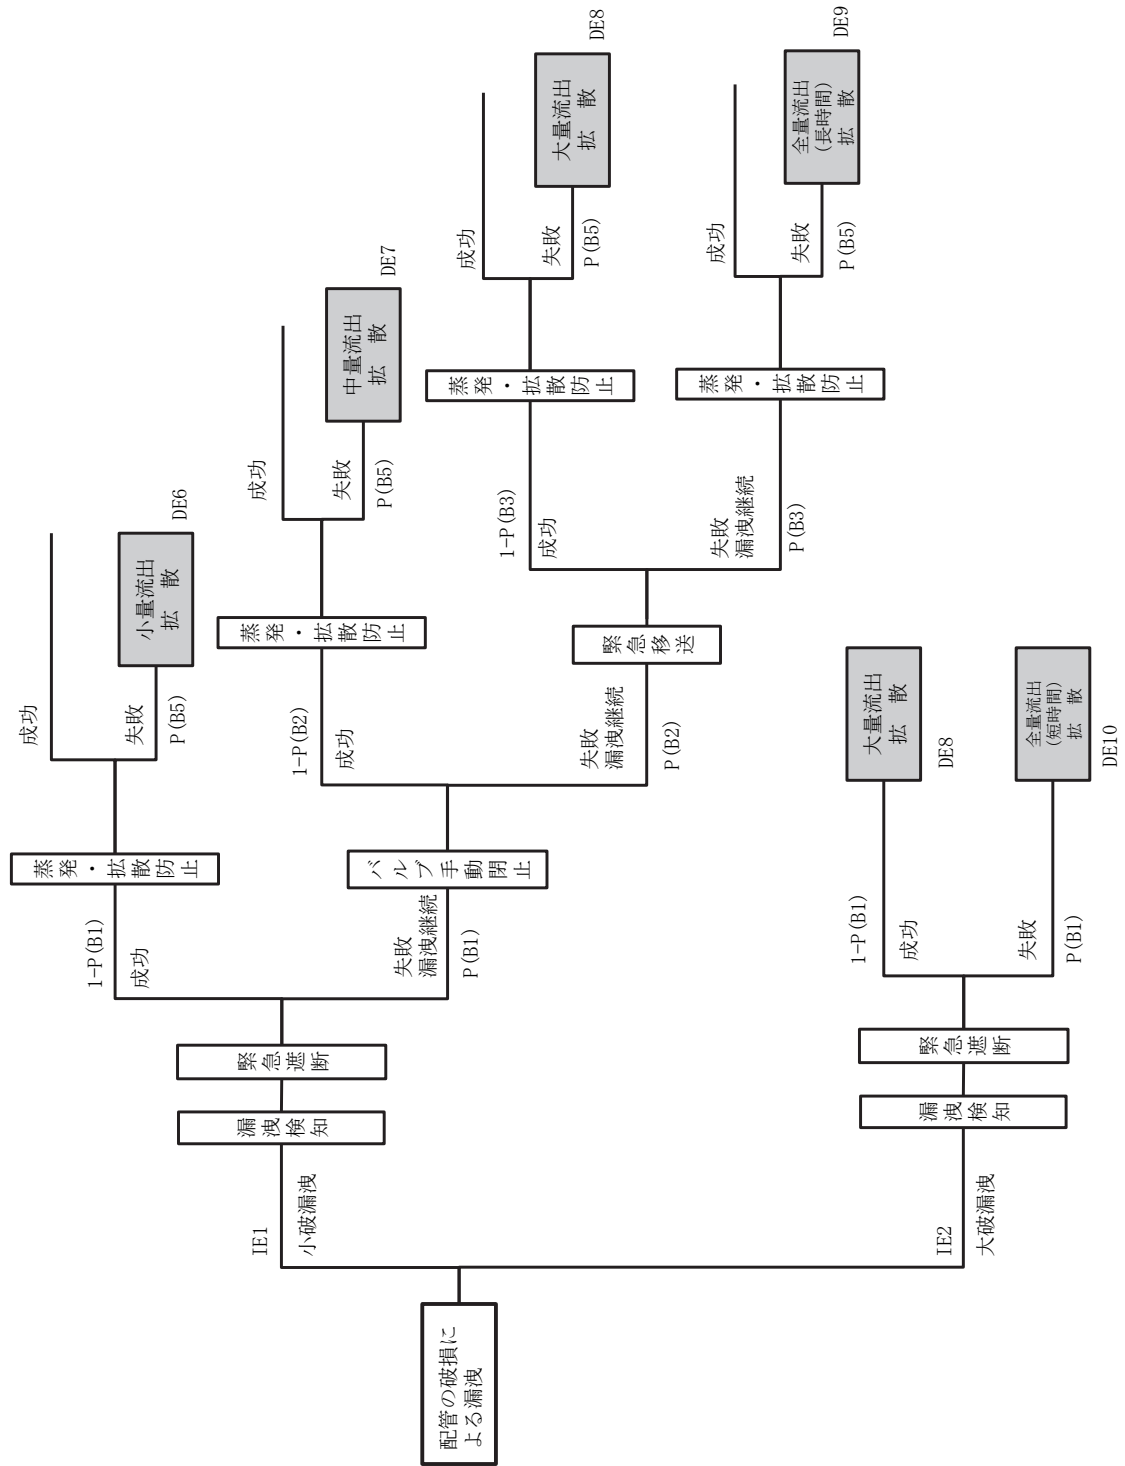 配管の破損に
よる漏洩
IE1
小破漏洩
漏洩検知
緊急遮断
1-P(B1)
成功
蒸発・拡散防止
成功
失敗
P(B5)
小量流出
拡　散
DE6
失敗
漏洩継続
P(B1)
バルブ手動閉止
1-P(B2)
成功
蒸発・拡散防止
成功
失敗
P(B5)
中量流出
拡　散
DE7
失敗
漏洩継続
P(B2)
緊急移送
1-P(B3)
成功
蒸発・拡散防止
成功
失敗
P(B5)
大量流出
拡　散
DE8
失敗
漏洩継続
P(B3)
蒸発・拡散防止
成功
失敗
P(B5)
全量流出
(長時間)
拡　散
DE9
IE2
大破漏洩
漏洩検知
緊急遮断
1-P(B1)
成功
大量流出
拡　散
DE8
失敗
P(B1)
全量流出
(短時間)
拡　散
DE10